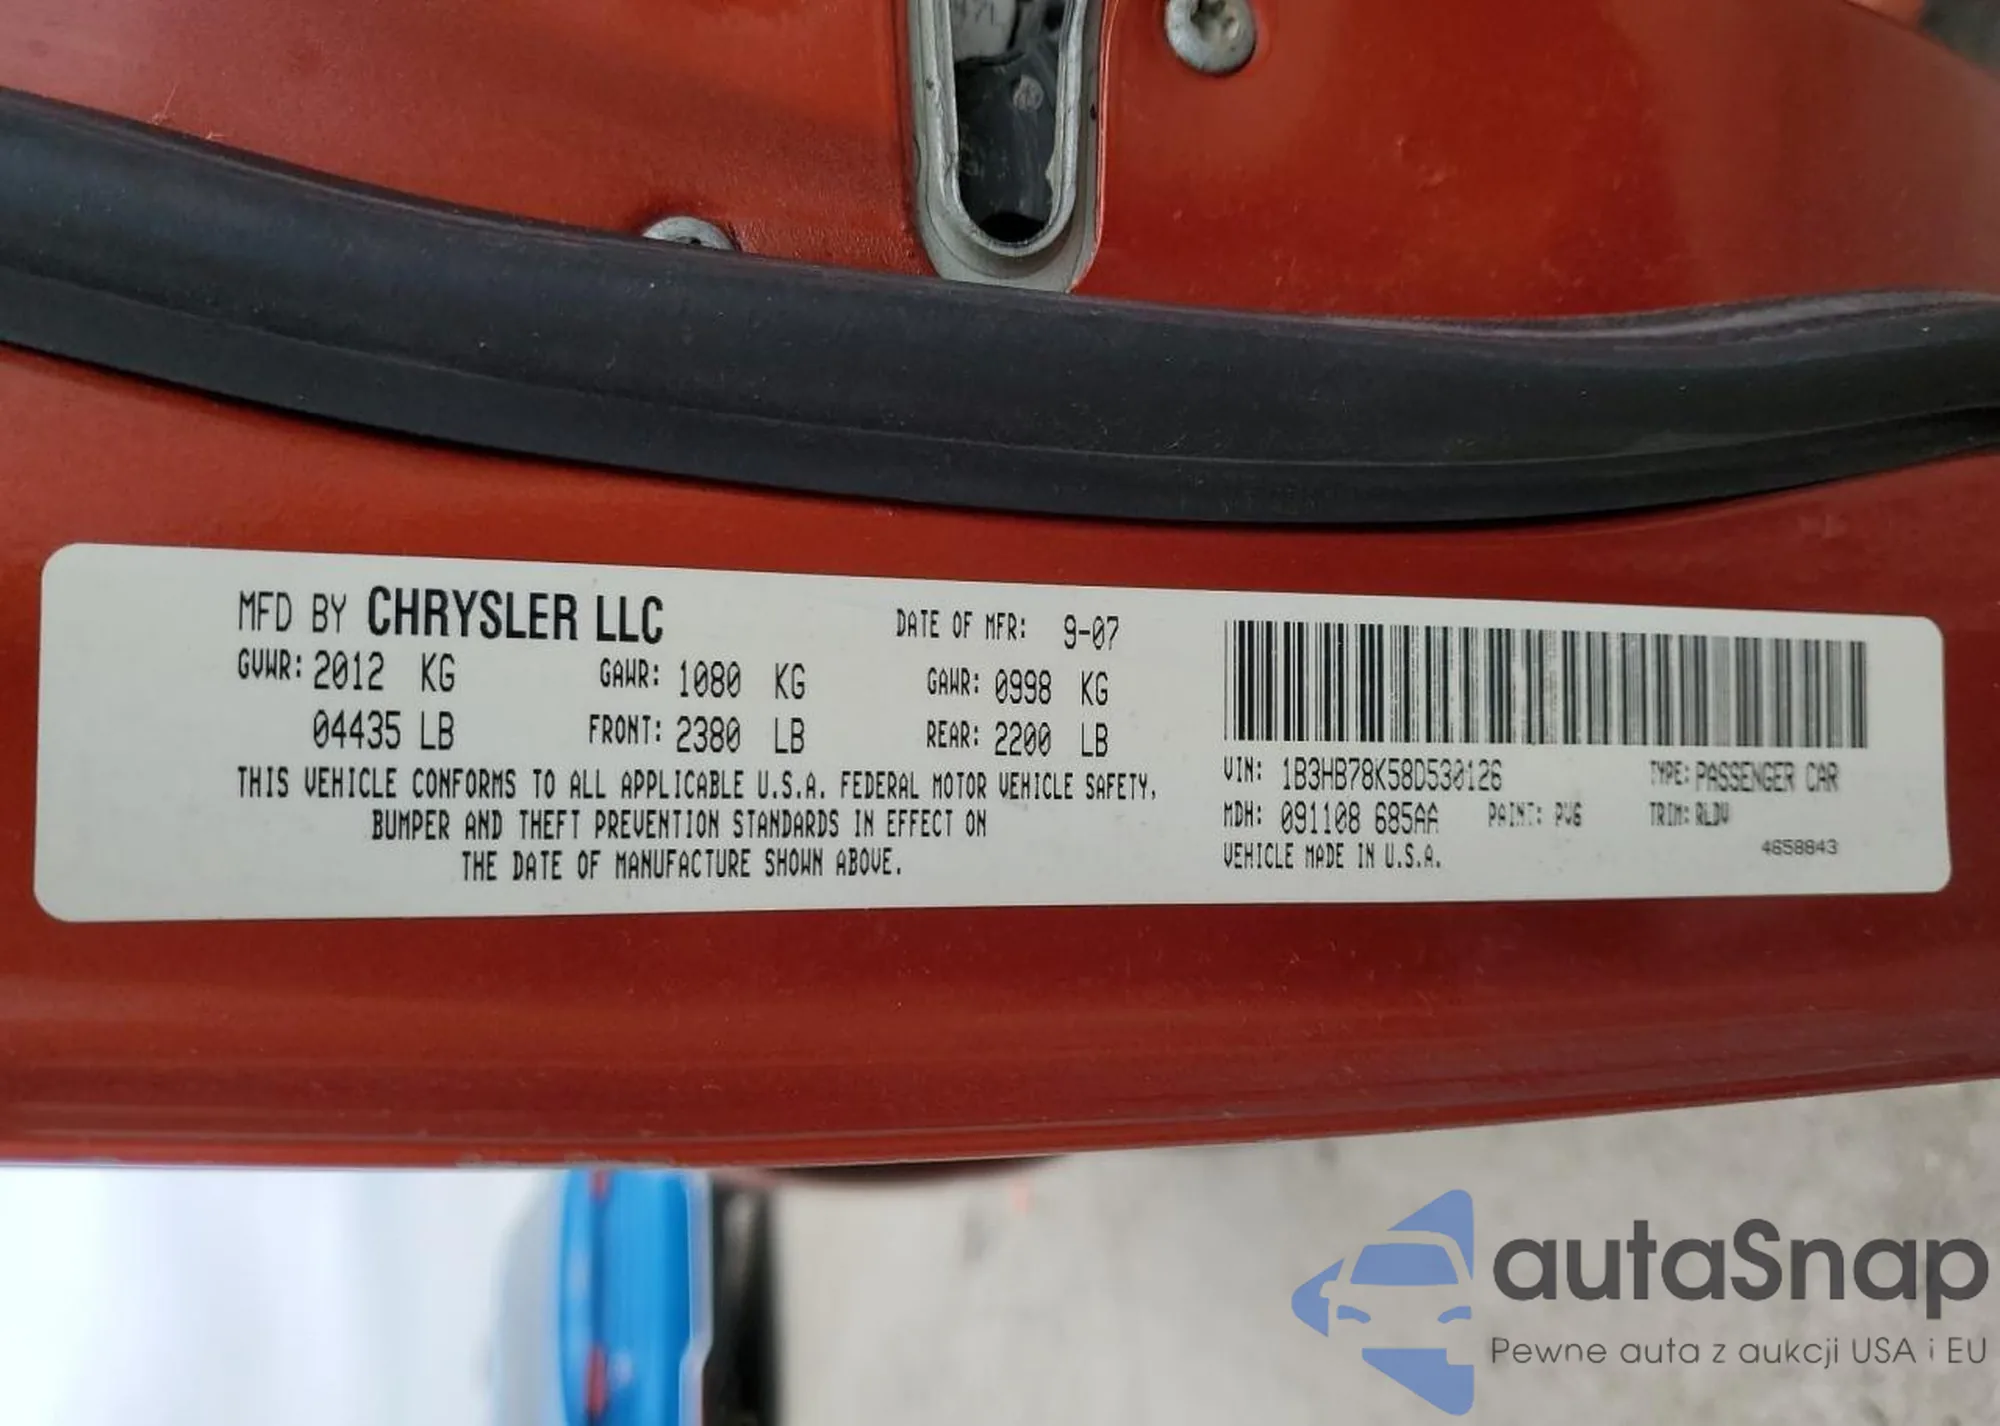 MFD BY CHRYSLER LLC DATE OF MFR: 9-07
GVWR: 2012 KG GAWR: 1080 KG GAWR: 0998 KG
04435 LB FRONT: 2380 LB REAR: 2200 LB
THIS VEHICLE CONFORMS TO ALL APPLICABLE U.S.A. FEDERAL MOTOR VEHICLE SAFETY,
BUMPER AND THEFT PREVENTION STANDARDS IN EFFECT ON
THE DATE OF MANUFACTURE SHOWN ABOVE.
VIN: 1B3HB78K58D530126 TYPE: PASSENGER CAR
MDH: 091108 685AA PAINT: PVG TRIM: RLDV
VEHICLE MADE IN U.S.A.
4658843
autaSnap
Pewne auta z aukcji USA i EU